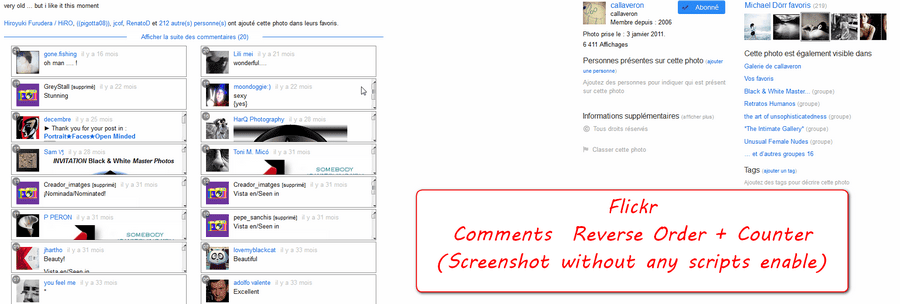 very old ... but i like it this moment
Hiroyuki Furudera / HiRO, ((pigotta08)), jcof, RenatoD et 212 autre(s) personne(s) ont ajouté cette photo dans leurs favoris.
Afficher la suite des commentaires (20)
gone.fishing il y a 16 mois
oh man .... !
Lili mei il y a 21 mois
wonderful....
GreyStall [supprimé] il y a 22 mois
Stunning
moondoggie:) il y a 22 mois
sexy
[yes]
decembre il y a 25 mois
► Thank you for your post in :
Portrait★Faces★Open Minded
HarQ Photography il y a 28 mois
il y a 28 mois
INVITATION Black & White Master Photos
Toni M. Micó il y a 31 mois
SOMEBODY
Creador_imatges [supprimé] il y a 31 mois
¡Nominada/Nominated!
Creador_imatges [supprimé] il y a 31 mois
Vista en/Seen in
P PERON il y a 31 mois
SOMEBODY
pepe_sanchis [supprimé] il y a 31 mois
Vista en/Seen in
jhartho il y a 31 mois
Beauty!
Vista en/Seen in
lovemyblackcat il y a 33 mois
Beautiful
you feel me il y a 33 mois
*
adolfo valente il y a 33 mois
Excellent
callaveron
callaveron
Membre depuis : 2006
Abonné
Photo prise le : 3 janvier 2011.
6 411 Affichages
Personnes présentes sur cette photo (ajouter
une personne)
Ajoutez des personnes pour indiquer qui est présent
sur cette photo.
Informations supplémentaires (afficher plus)
© Tous droits réservés
Classer cette photo
Michael Dörr favoris (219)
Cette photo est également visible dans
Galerie de callaveron
Vos favoris
Black & White Master... (groupe)
Retratos Humanos (groupe)
the art of unsophisticatedness (groupe)
"The Intimate Gallery" (groupe)
Unusual Female Nudes (groupe)
... et d'autres groupes 16
Tags (ajouter un tag)
Ajoutez des tags pour décrire cette photo
Flickr
Comments Reverse Order + Counter
(Screenshot without any scripts enable)